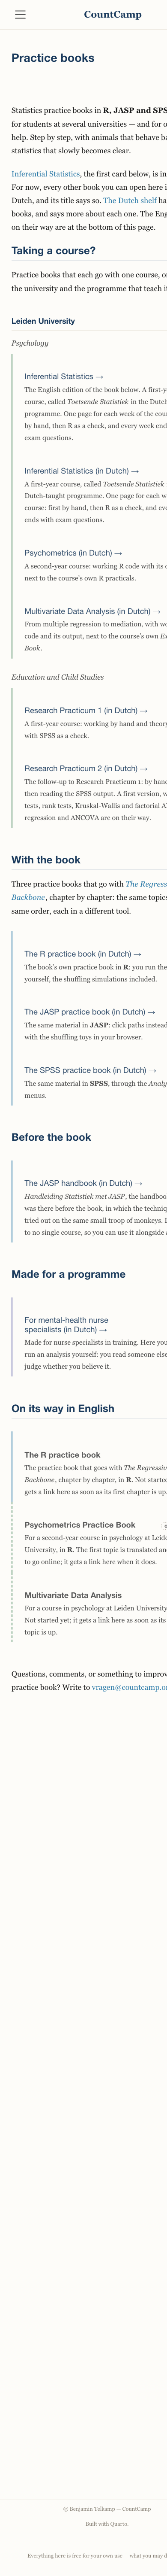 CountCamp
Practice books
Statistics practice books in R, JASP and SPS
for students at several universities — and for o
help. Step by step, with animals that behave ba
statistics that slowly becomes clear.
Inferential Statistics, the first card below, is in
For now, every other book you can open here i
Dutch, and its title says so. The Dutch shelf ha
books, and says more about each one. The Eng
on their way are at the bottom of this page.
Taking a course?
Practice books that each go with one course, or
the university and the programme that teach it
Leiden University
Psychology
Inferential Statistics →
The English edition of the book below. A first-y
course, called Toetsende Statistiek in the Dutch
programme. One page for each week of the cou
by hand, then R as a check, and every week end
exam questions.
Inferential Statistics (in Dutch) →
A first-year course, called Toetsende Statistiek
Dutch-taught programme. One page for each w
course: first by hand, then R as a check, and eve
ends with exam questions.
Psychometrics (in Dutch) →
A second-year course: working R code with its o
next to the course's own R practicals.
Multivariate Data Analysis (in Dutch) →
From multiple regression to mediation, with wo
code and its output, next to the course's own Ex
Book.
Education and Child Studies
Research Practicum 1 (in Dutch) →
A first-year course: working by hand and theory
with SPSS as a check.
Research Practicum 2 (in Dutch) →
The follow-up to Research Practicum 1: by hand
then reading the SPSS output. A first version, w
tests, rank tests, Kruskal-Wallis and factorial A
regression and ANCOVA are on their way.
With the book
Three practice books that go with The Regress
Backbone, chapter by chapter: the same topics
same order, each in a different tool.
The R practice book (in Dutch) →
The book's own practice book in R: you run the
yourself, the shuffling simulations included.
The JASP practice book (in Dutch) →
The same material in JASP: click paths instead
with the shuffling toys in your browser.
The SPSS practice book (in Dutch) →
The same material in SPSS, through the Analy
menus.
Before the book
The JASP handbook (in Dutch) →
Handleiding Statistiek met JASP, the handboo
was there before the book, in which the techniq
tried out on the same small troop of monkeys. I
to no single course, so you can use it alongside a
Made for a programme
For mental-health nurse
specialists (in Dutch) →
Made for nurse specialists in training. Here you
run an analysis yourself: you read someone else
judge whether you believe it.
On its way in English
The R practice book
The practice book that goes with The Regressio
Backbone, chapter by chapter, in R. Not started
gets a link here as soon as its first chapter is up.
Psychometrics Practice Book
For a second-year course in psychology at Leide
University, in R. The first topic is translated and
to go online; it gets a link here when it does.
Multivariate Data Analysis
For a course in psychology at Leiden University
Not started yet; it gets a link here as soon as its
topic is up.
Questions, comments, or something to improv
practice book? Write to vragen@countcamp.o
© Benjamin Telkamp — CountCamp
Built with Quarto
Everything here is free for your own use — what you may d